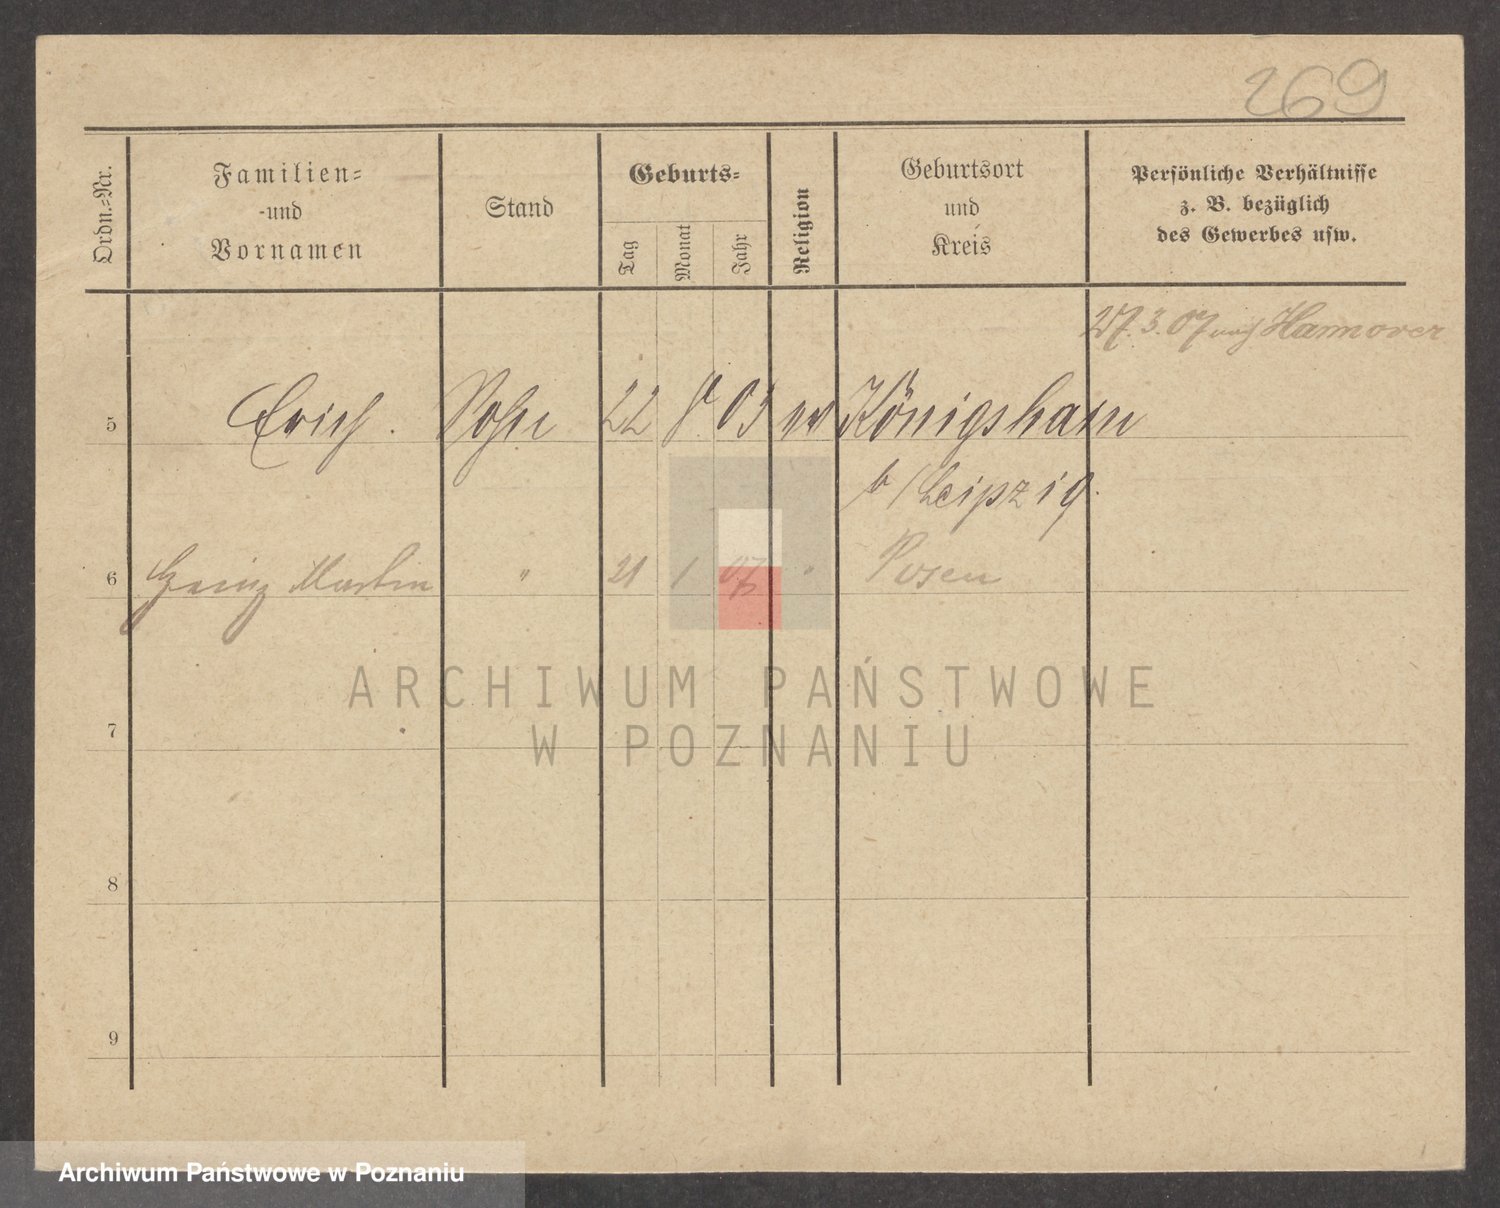 269
Ordn.-Nr.
Familien-
-und
Vornamen
Stand
Geburts-
Tag
Monat
Jahr
Religion
Geburtsort
und
Kreis
Persönliche Verhältnisse
z. B. bezüglich
des Gewerbes usw.
27.3.07 nach Hannover
5 Erich. Sohn 22 8 03 ev Königshain
b/Leipzig.
6 Heinz Martin " 21 1 07 " Posen
7
8
9
ARCHIWUM PAŃSTWOWE
W POZNANIU
Archiwum Państwowe w Poznaniu